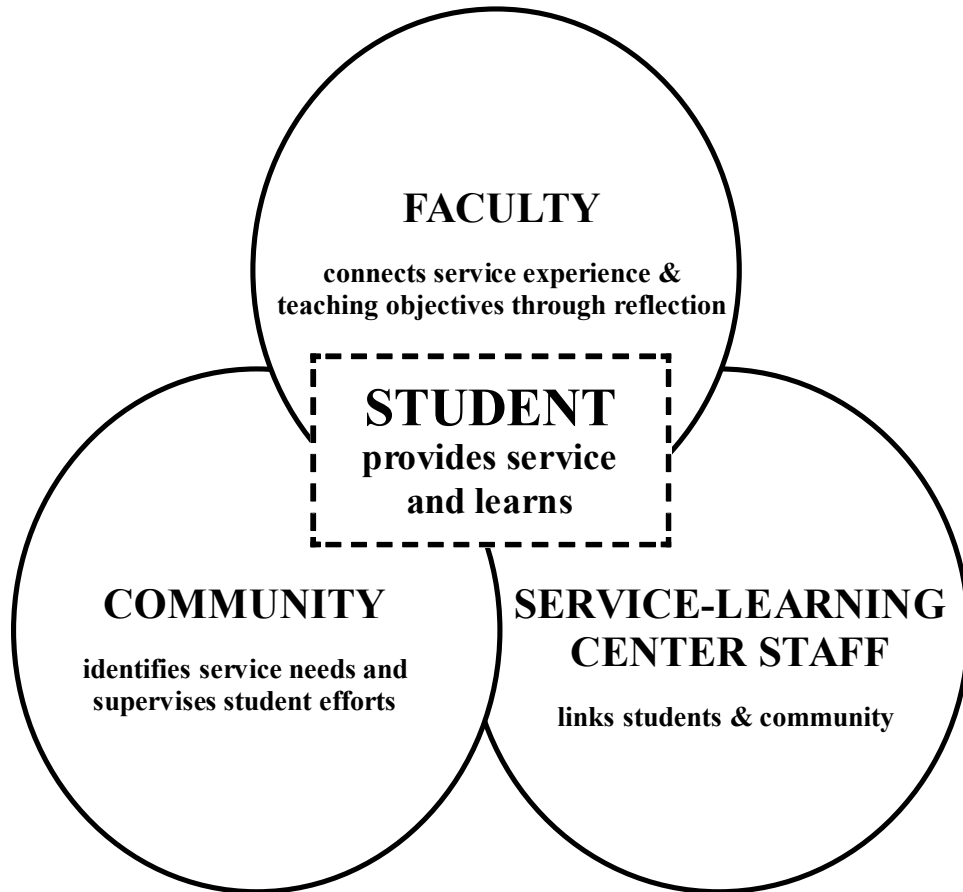 FACULTY
connects service experience &
teaching objectives through reflection
STUDENT
provides service
and learns
COMMUNITY
identifies service needs and
supervises student efforts
SERVICE-LEARNING
CENTER STAFF
links students & community